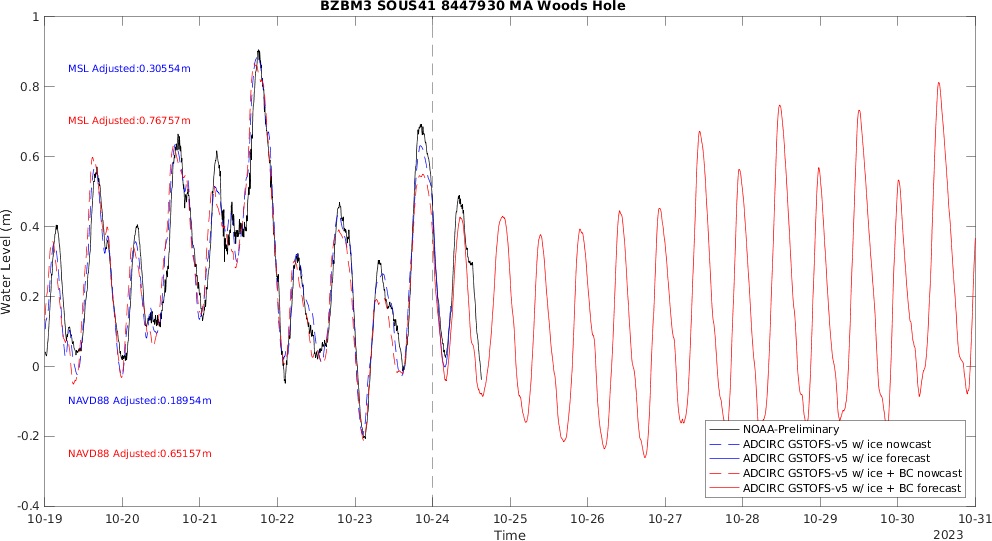 BZBM3 SOUS41 8447930 MA Woods Hole
1
0.8
0.6
0.4
0.2
0
-0.2
-0.4
Water Level (m)
MSL Adjusted:0.30554m
MSL Adjusted:0.76757m
NAVD88 Adjusted:0.18954m
NAVD88 Adjusted:0.65157m
NOAA-Preliminary
ADCIRC GSTOFS-v5 w/ ice nowcast
ADCIRC GSTOFS-v5 w/ ice forecast
ADCIRC GSTOFS-v5 w/ ice + BC nowcast
ADCIRC GSTOFS-v5 w/ ice + BC forecast
10-19 10-20 10-21 10-22 10-23 10-24 10-25 10-26 10-27 10-28 10-29 10-30 10-31
Time
2023